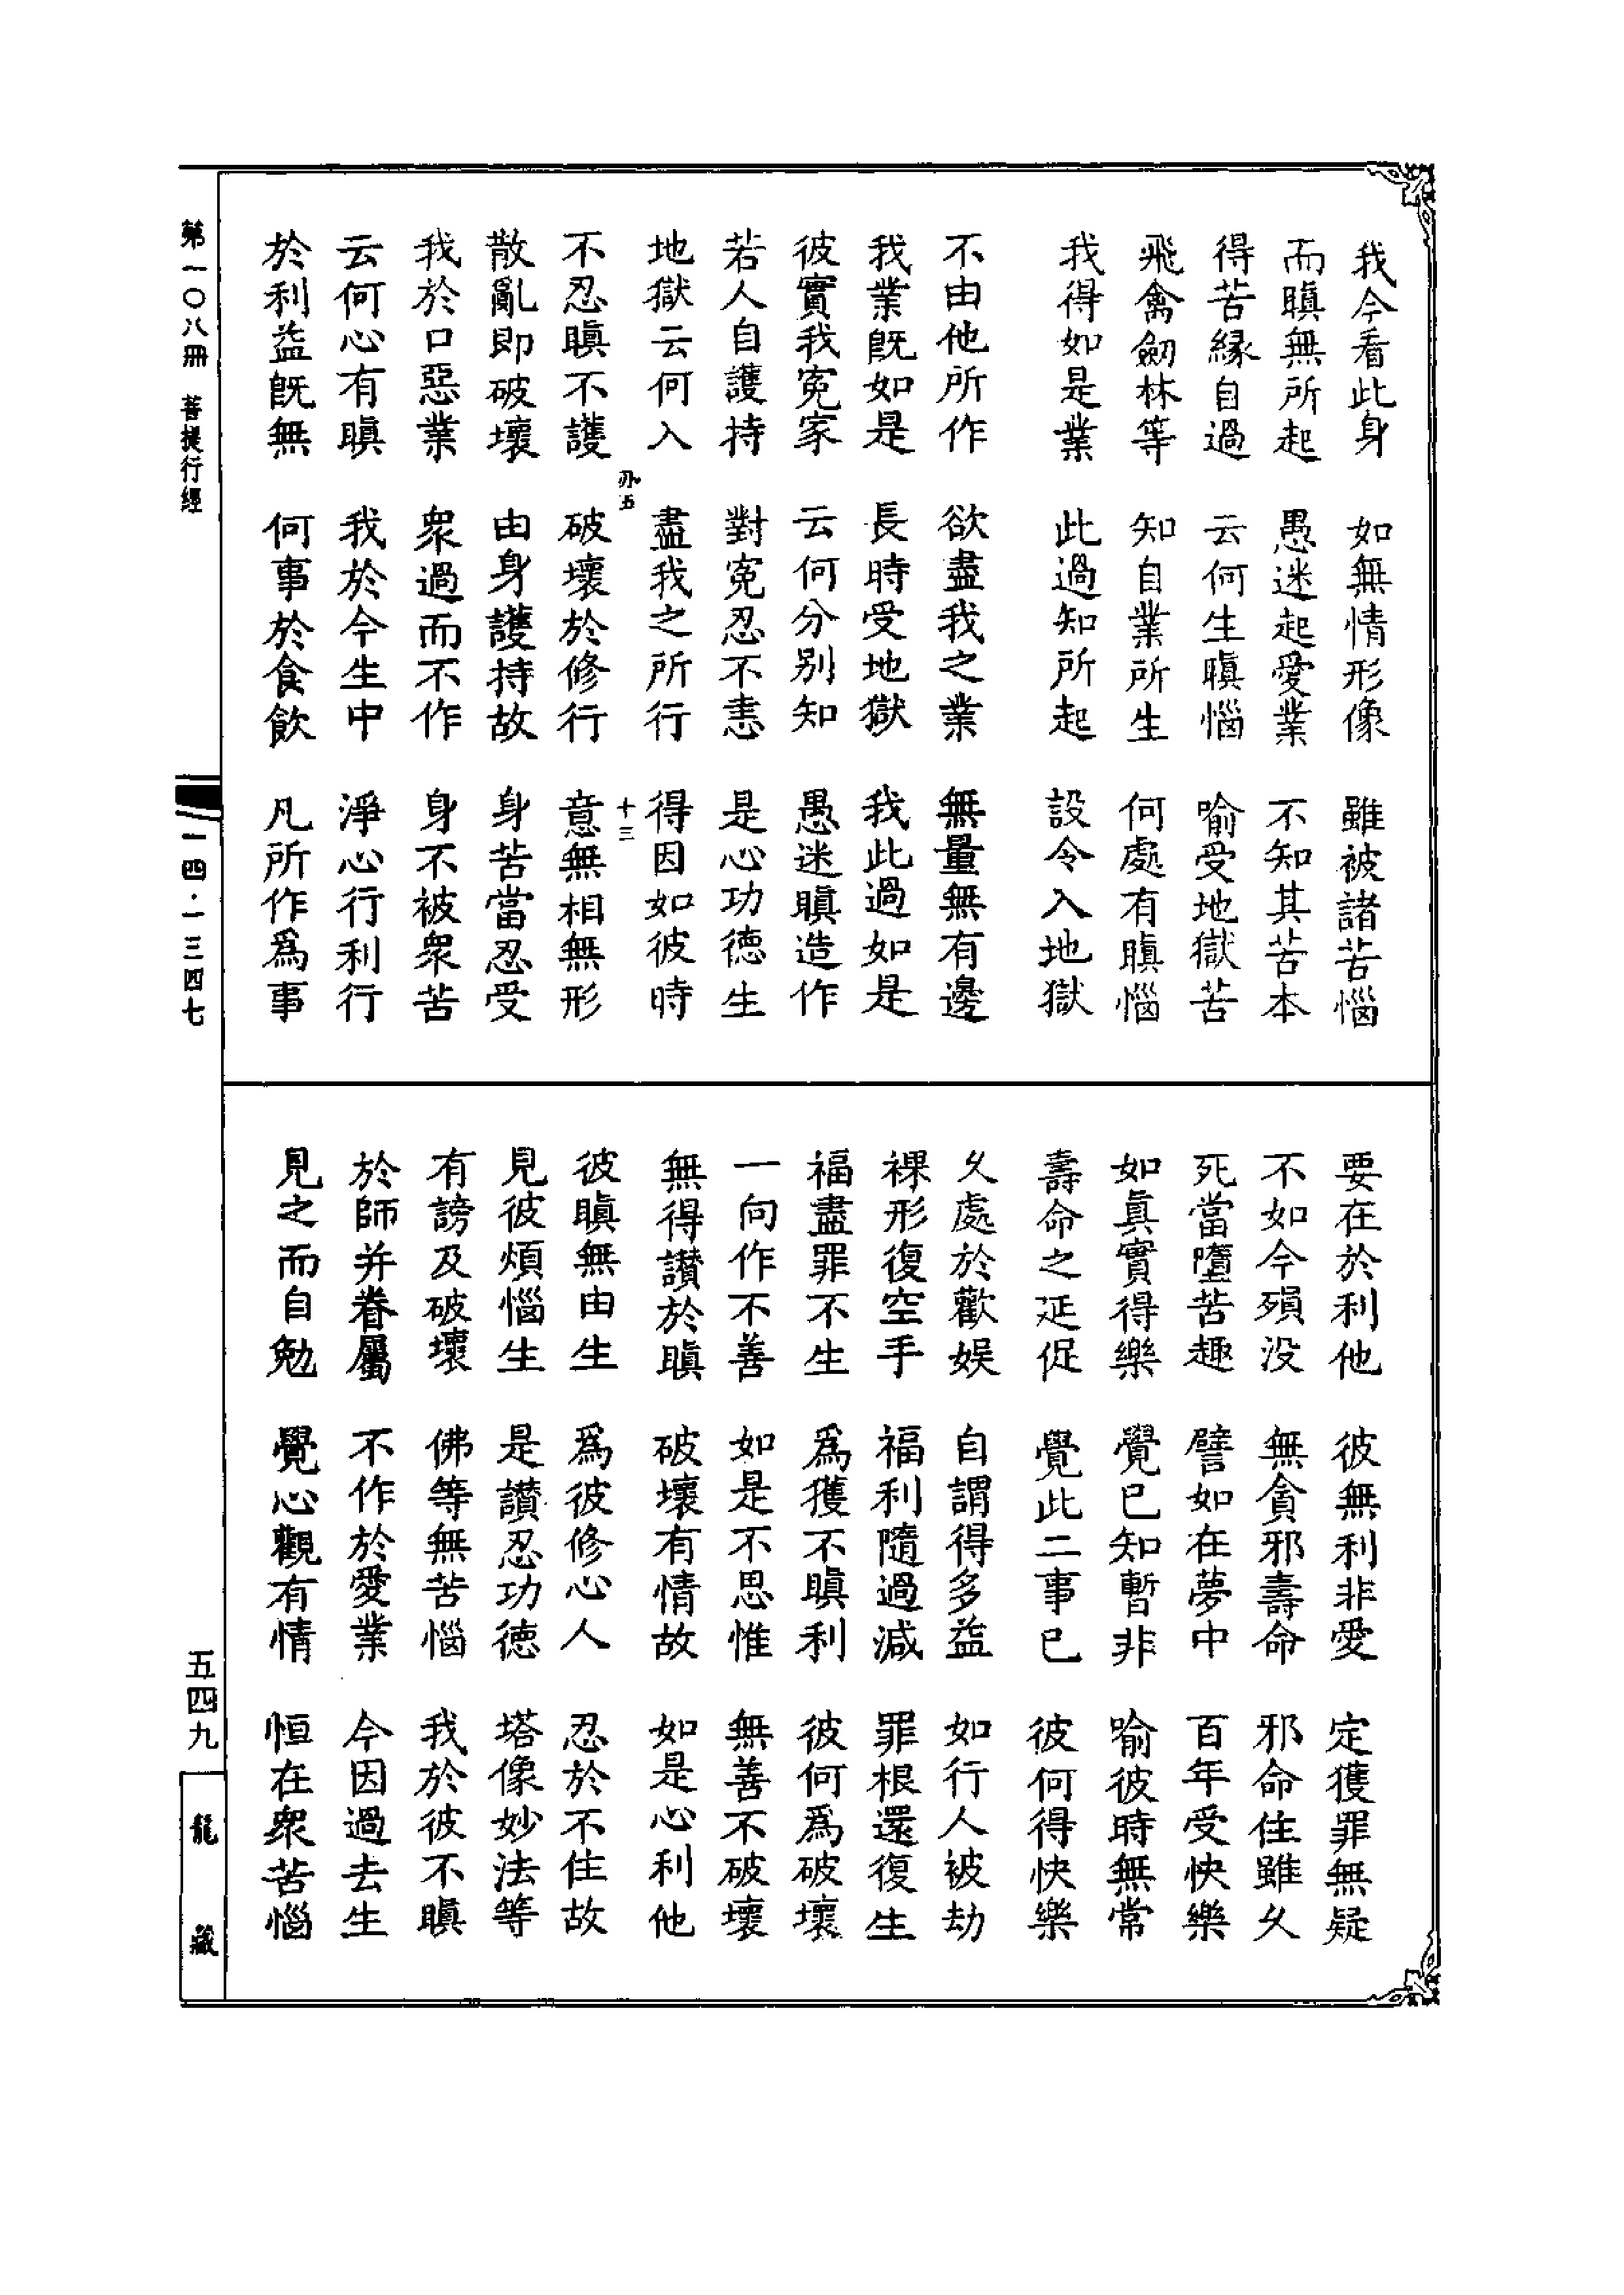 我今看此身　如無情形像　雖被諸苦惱
而瞋無所起　愚迷起愛業　不知其苦本
得苦緣自過　云何生瞋惱　喻受地獄苦
飛禽劒林等　知自業所生　何處有瞋惱
我得如是業　此過知所起　設令入地獄
不由他所作　欲盡我之業　無量無有邊
我業旣如是　長時受地獄　我此過如是
彼實我寃家　云何分別知　愚迷瞋造作
若人自護持　對寃忍不恚　是心功德生
地獄云何入　盡我之所行　得因如彼時
办五　十三
不忍瞋不護　破壞於修行　意無相無形
散亂即破壞　由身護持故　身苦當忍受
我於口惡業　衆過而不作　身不被衆苦
云何心有瞋　我於今生中　淨心行利行
於利益旣無　何事於食飲　凡所作爲事
要在於利他　彼無利非愛　定獲罪無疑
不如今殞没　無貪邪壽命　邪命住雖久
死當墮苦趣　譬如在夢中　百年受快樂
如眞實得樂　覺已知暫非　喻彼時無常
壽命之延促　覺此二事已　彼何得快樂
久處於歡娱　自謂得多益　如行人被劫
裸形復空手　福利隨過減　罪根還復生
福盡罪不生　爲獲不瞋利　彼何爲破壞
一向作不善　如是不思惟　無善不破壞
無得讃於瞋　破壞有情故　如是心利他
彼瞋無由生　爲彼修心人　忍於不住故
見彼煩惱生　是讃忍功德　塔像妙法等
有謗及破壞　佛等無苦惱　我於彼不瞋
於師并眷屬　不作於愛業　今因過去生
見之而自勉　覺心觀有情　恒在衆苦惱
第一〇八冊　菩提行經
一四·一三四七
五四九
龍藏